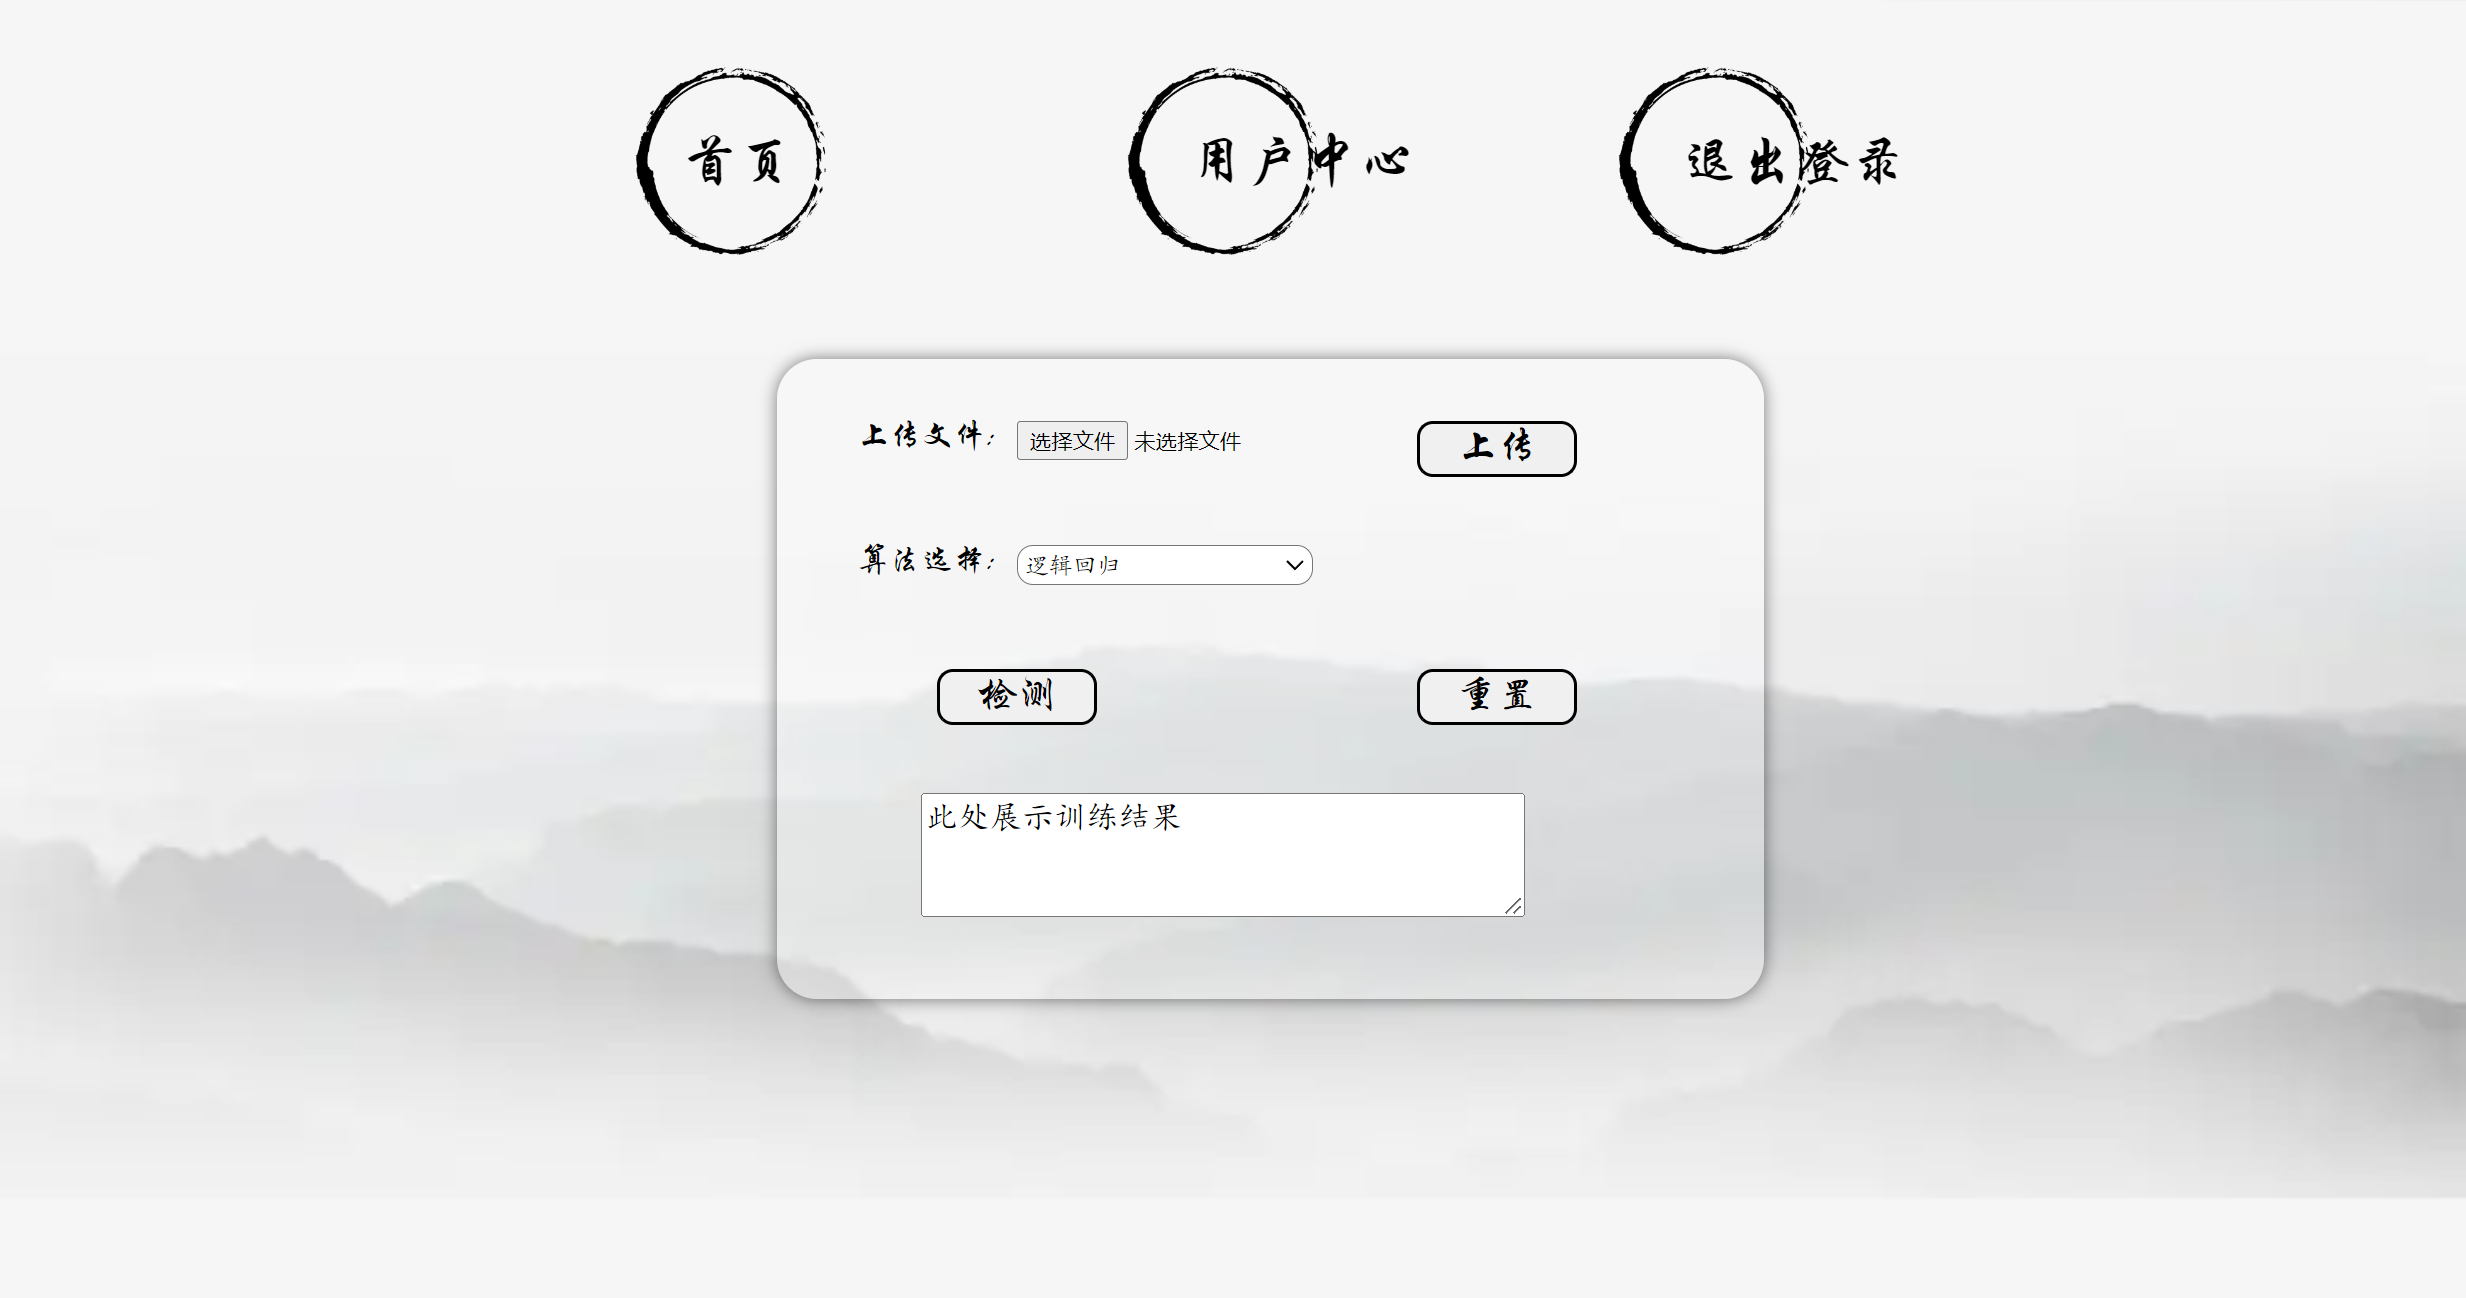 首页
用户中心
退出登录
上传文件： 选择文件 未选择文件 上传
算法选择： 逻辑回归
检测 重置
此处展示训练结果